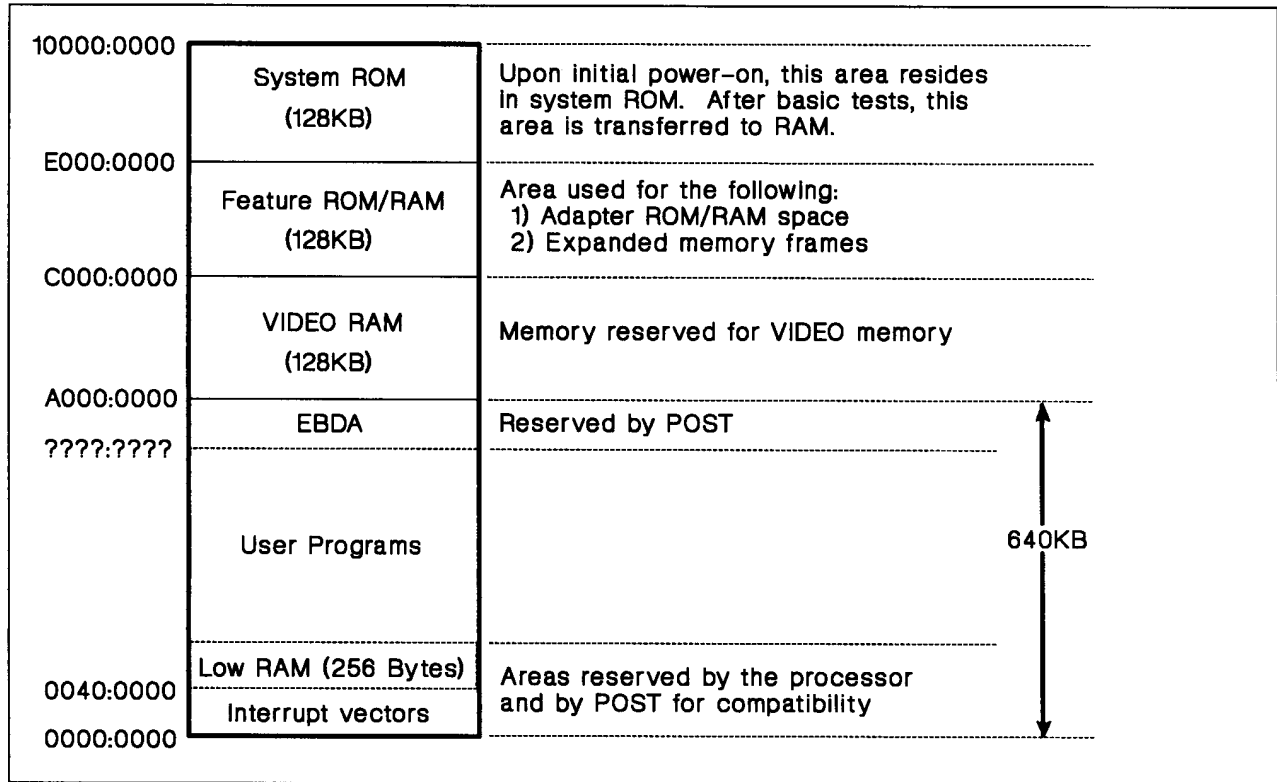 10000:0000
System ROM
(128KB)
Upon initial power-on, this area resides
in system ROM. After basic tests, this
area is transferred to RAM.
E000:0000
Feature ROM/RAM
(128KB)
Area used for the following:
1) Adapter ROM/RAM space
2) Expanded memory frames
C000:0000
VIDEO RAM
(128KB)
Memory reserved for VIDEO memory
A000:0000
EBDA
Reserved by POST
????:????
User Programs
640KB
Low RAM (256 Bytes)
0040:0000
Interrupt vectors
Areas reserved by the processor
and by POST for compatibility
0000:0000